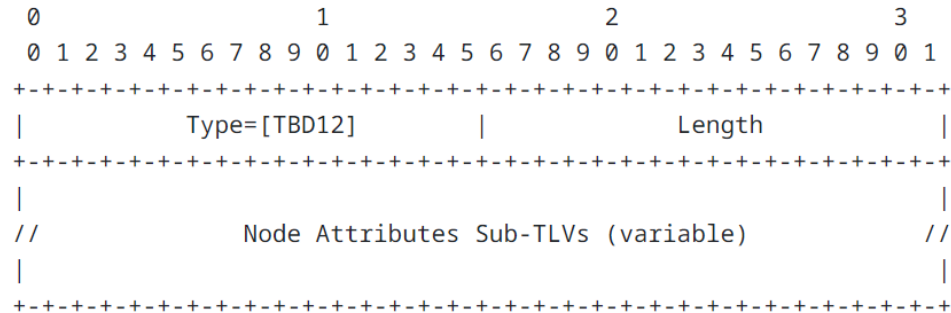 0                   1                   2                   3
 0 1 2 3 4 5 6 7 8 9 0 1 2 3 4 5 6 7 8 9 0 1 2 3 4 5 6 7 8 9 0 1
+-+-+-+-+-+-+-+-+-+-+-+-+-+-+-+-+-+-+-+-+-+-+-+-+-+-+-+-+-+-+-+-+
|           Type=[TBD12]        |             Length            |
+-+-+-+-+-+-+-+-+-+-+-+-+-+-+-+-+-+-+-+-+-+-+-+-+-+-+-+-+-+-+-+-+
|                                                               |
//              Node Attributes Sub-TLVs (variable)            //
|                                                               |
+-+-+-+-+-+-+-+-+-+-+-+-+-+-+-+-+-+-+-+-+-+-+-+-+-+-+-+-+-+-+-+-+